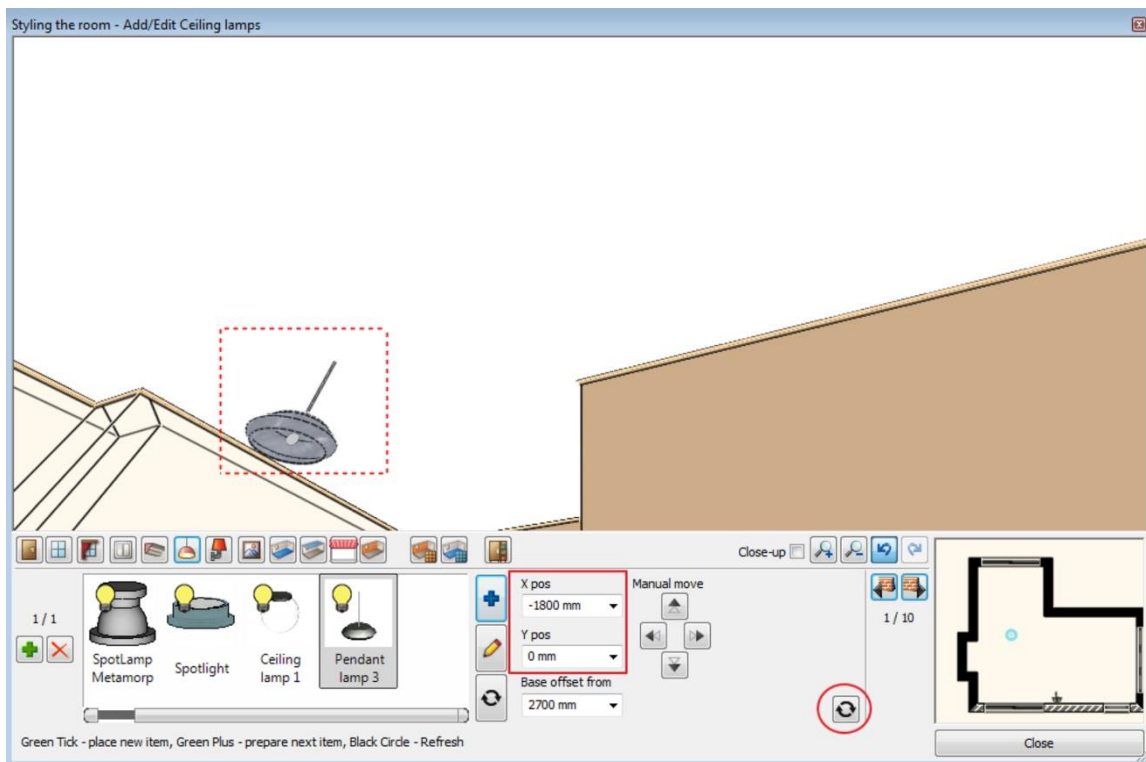 Styling the room - Add/Edit Ceiling lamps
Close-up
1 / 1
SpotLamp
Metamorp
Spotlight
Ceiling
lamp 1
Pendant
lamp 3
X pos
-1800 mm
Y pos
0 mm
Base offset from
2700 mm
Manual move
1 / 10
Green Tick - place new item, Green Plus - prepare next item, Black Circle - Refresh
Close